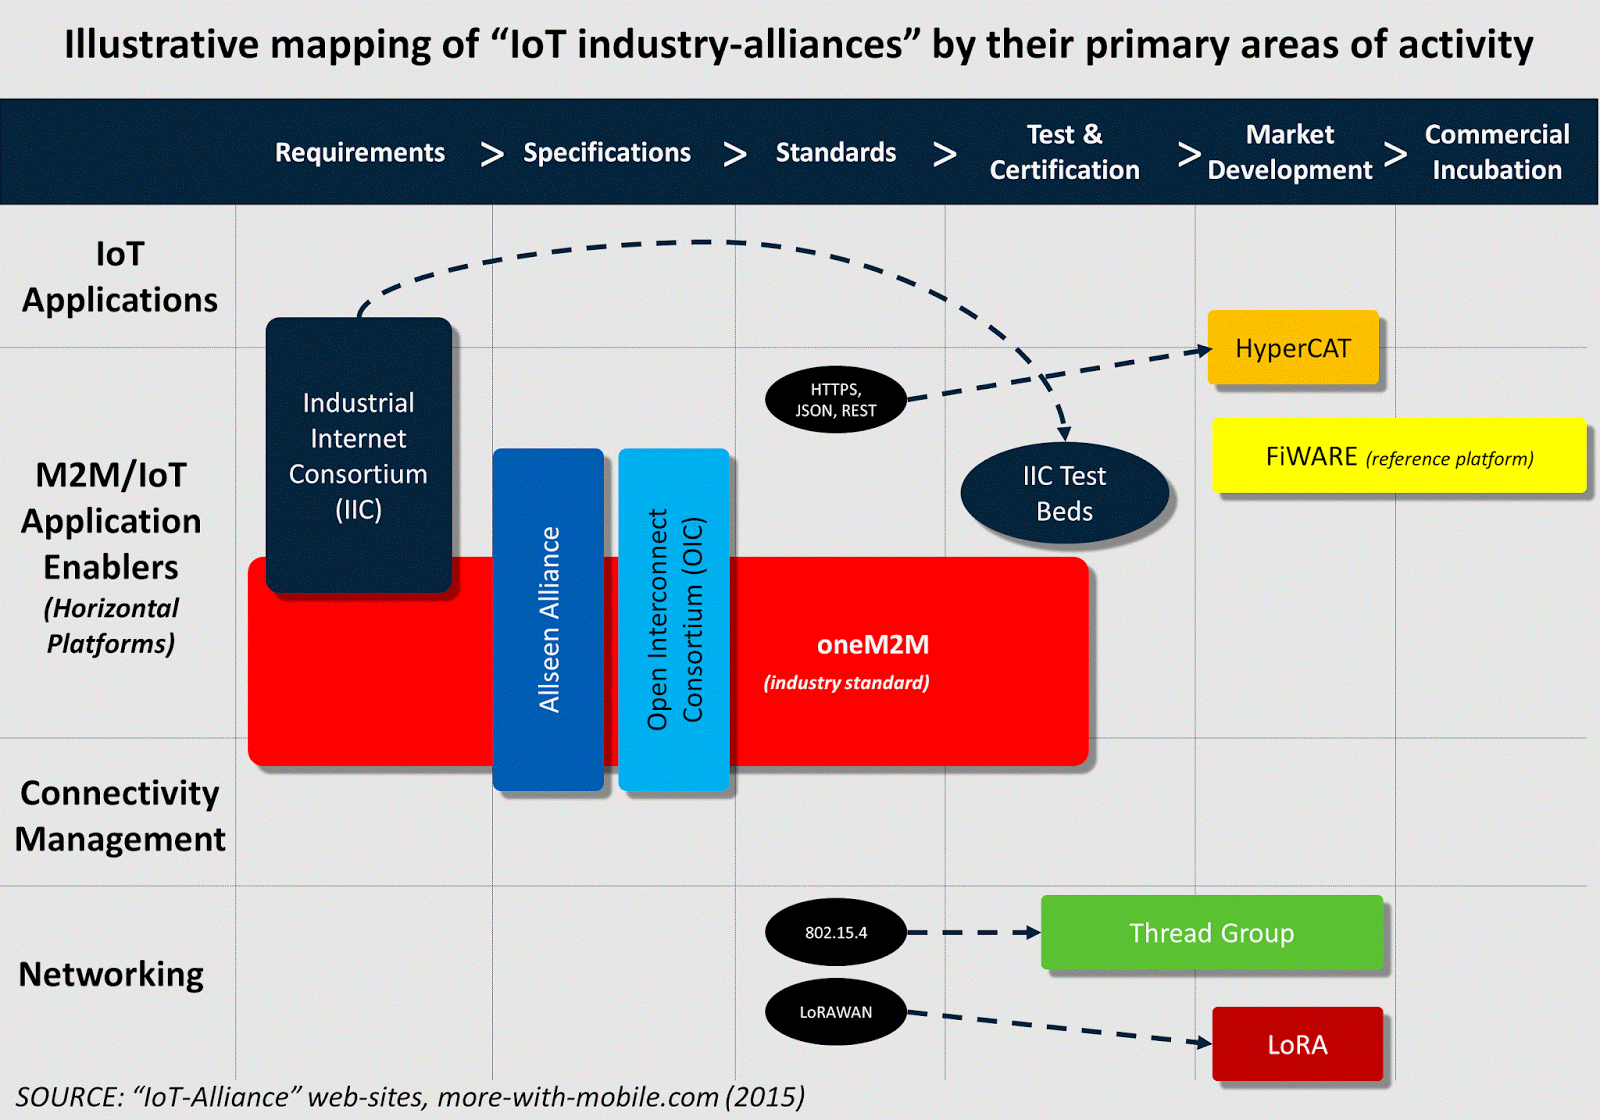 Illustrative mapping of “IoT industry-alliances” by their primary areas of activity
Requirements > Specifications > Standards > Test & Certification > Market Development > Commercial Incubation
IoT
Applications
HyperCAT
HTTPS,
JSON, REST
Industrial
Internet
Consortium
(IIC)
FiWARE (reference platform)
IIC Test
Beds
M2M/IoT
Application
Enablers
(Horizontal
Platforms)
Allseen Alliance
Open Interconnect
Consortium (OIC)
oneM2M
(industry standard)
Connectivity
Management
Networking
802.15.4
Thread Group
LoRAWAN
LoRA
SOURCE: “IoT-Alliance” web-sites, more-with-mobile.com (2015)